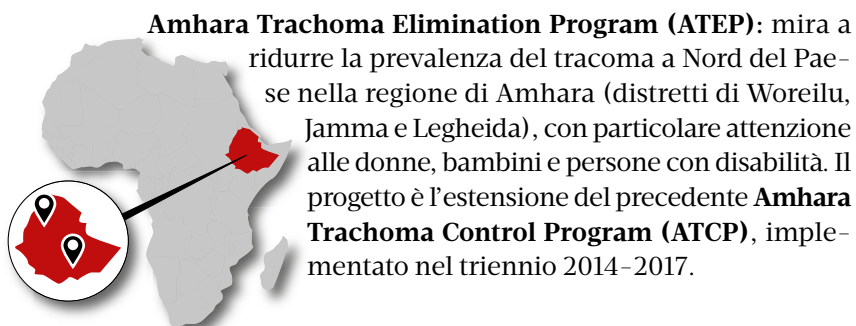 Amhara Trachoma Elimination Program (ATEP): mira a
ridurre la prevalenza del tracoma a Nord del Pae-
se nella regione di Amhara (distretti di Woreilu,
Jamma e Legheida), con particolare attenzione
alle donne, bambini e persone con disabilità. Il
progetto è l’estensione del precedente Amhara
Trachoma Control Program (ATCP), imple-
mentato nel triennio 2014-2017.